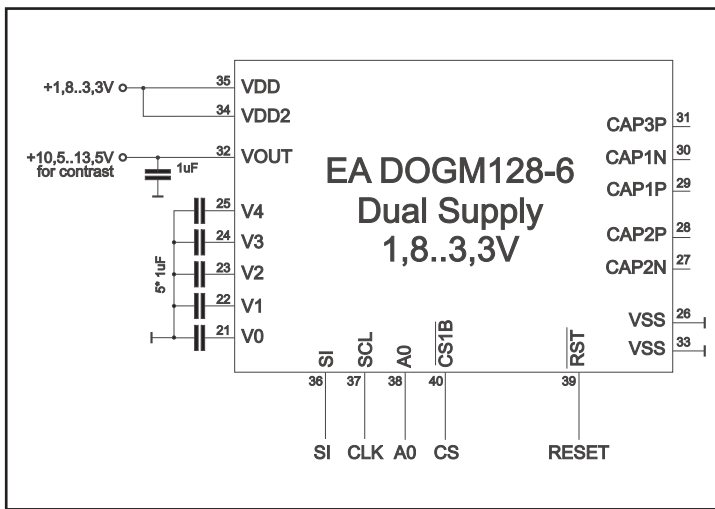 +1,8..3,3V
35 VDD
34 VDD2
+10,5..13,5V
for contrast
1uF
32 VOUT
25 V4
24 V3
23 V2
22 V1
21 V0
5* 1uF
EA DOGM128-6
Dual Supply
1,8..3,3V
CAP3P 31
CAP1N 30
CAP1P 29
CAP2P 28
CAP2N 27
VSS 26
VSS 33
SI SCL A0 CS1B RST
36 37 38 40 39
SI CLK A0 CS RESET